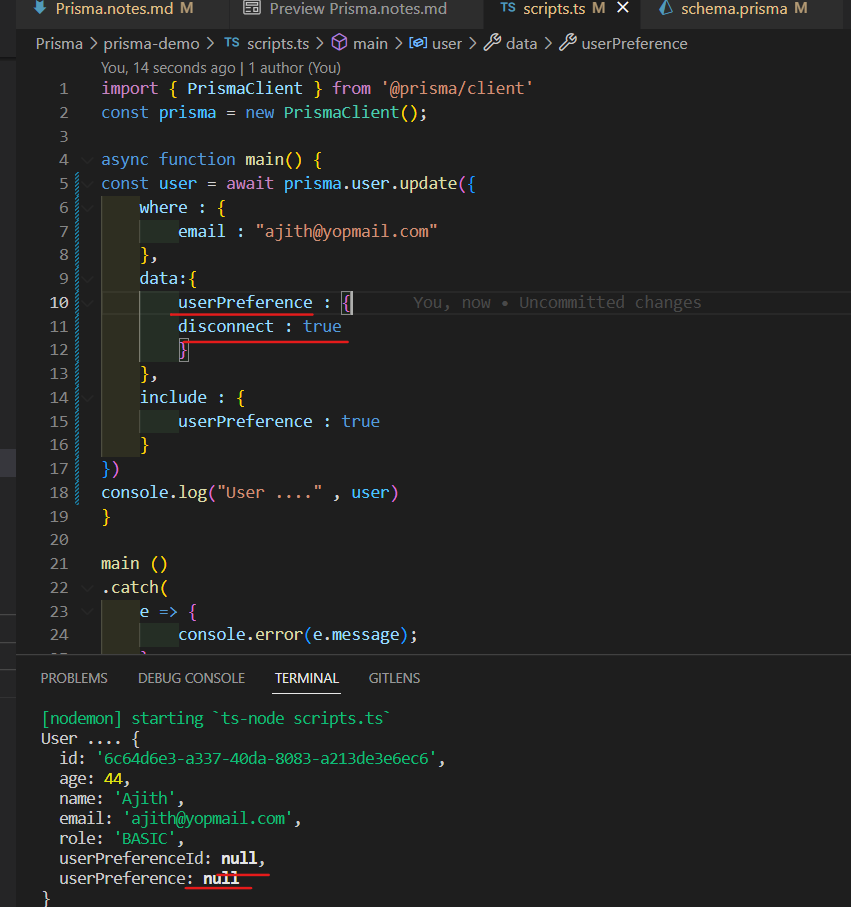 Prisma.notes.md M
Preview Prisma.notes.md
TS scripts.ts M
schema.prisma M
Prisma > prisma-demo > TS scripts.ts > main > user > data > userPreference
You, 14 seconds ago | 1 author (You)
1 import { PrismaClient } from '@prisma/client'
2 const prisma = new PrismaClient();
3
4 async function main() {
5 const user = await prisma.user.update({
6 where : {
7 email : "ajith@yopmail.com"
8 },
9 data:{
10 userPreference : { You, now • Uncommitted changes
11 disconnect : true
12 }
13 },
14 include : {
15 userPreference : true
16 }
17 })
18 console.log("User ...." , user)
19 }
20
21 main ()
22 .catch(
23 e => {
24 console.error(e.message);
PROBLEMS DEBUG CONSOLE TERMINAL GITLENS
[nodemon] starting `ts-node scripts.ts`
User .... {
id: '6c64d6e3-a337-40da-8083-a213de3e6ec6',
age: 44,
name: 'Ajith',
email: 'ajith@yopmail.com',
role: 'BASIC',
userPreferenceId: null,
userPreference: null
}